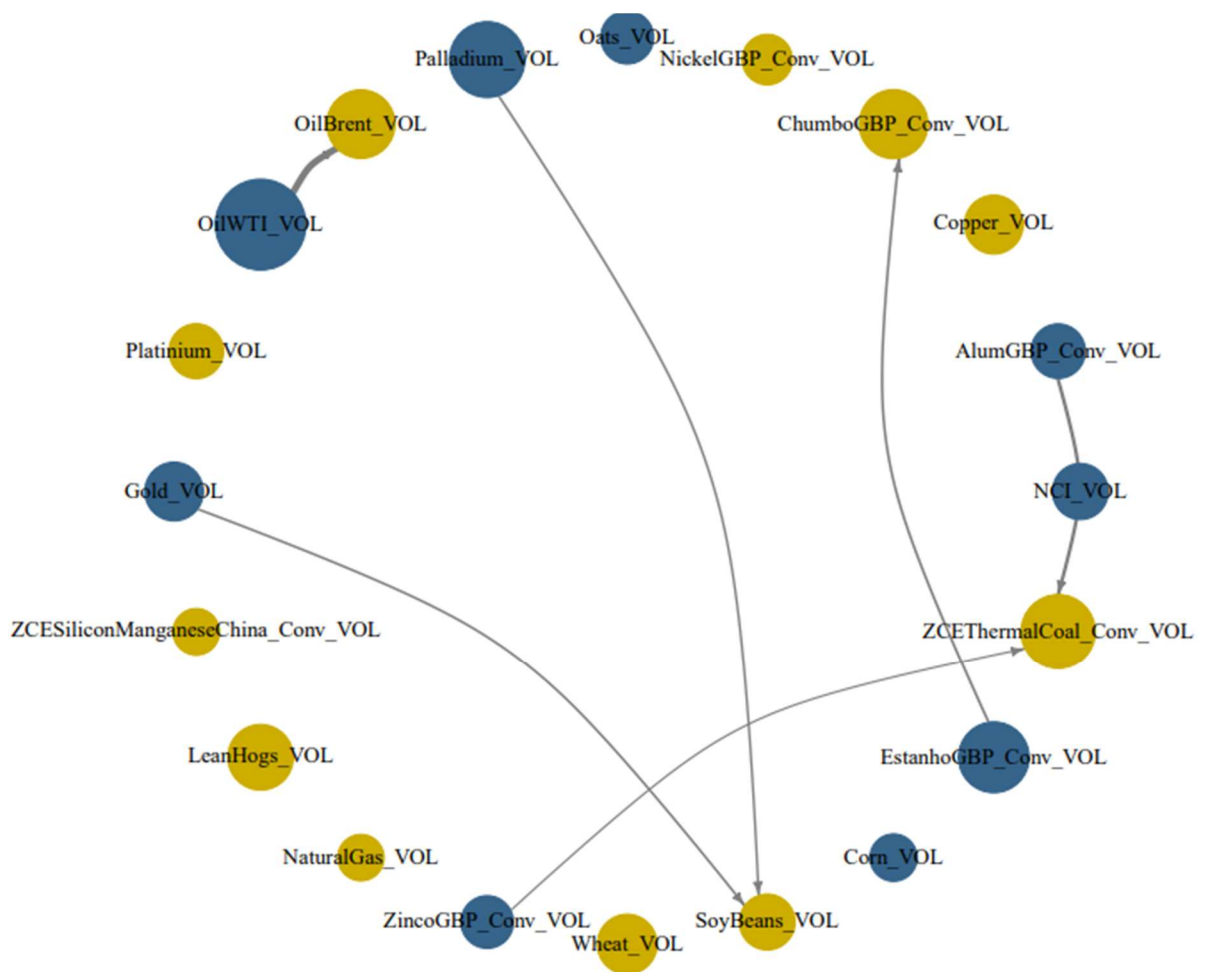 Oats_VOL
Palladium_VOL
NickelGBP_Conv_VOL
OilBrent_VOL
ChumboGBP_Conv_VOL
OilWTI_VOL
Copper_VOL
Platinium_VOL
AlumGBP_Conv_VOL
Gold_VOL
NCI_VOL
ZCESiliconManganeseChina_Conv_VOL
ZCEThermalCoal_Conv_VOL
LeanHogs_VOL
EstanhoGBP_Conv_VOL
NaturalGas_VOL
Corn_VOL
ZincoGBP_Conv_VOL
SoyBeans_VOL
Wheat_VOL